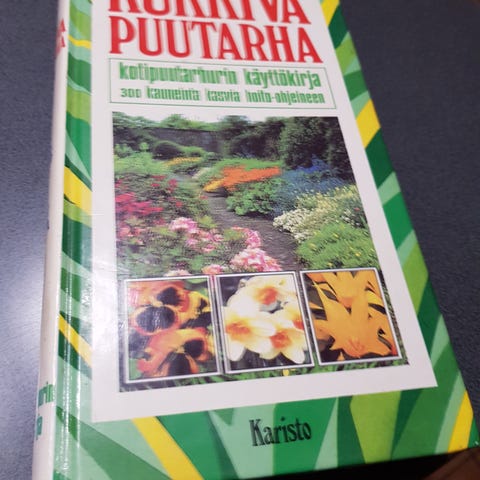 KUKKIVA
PUUTARHA
kotipuutarhurin käyttökirja
300 kauneinta kasvia hoito-ohjeineen
Karisto